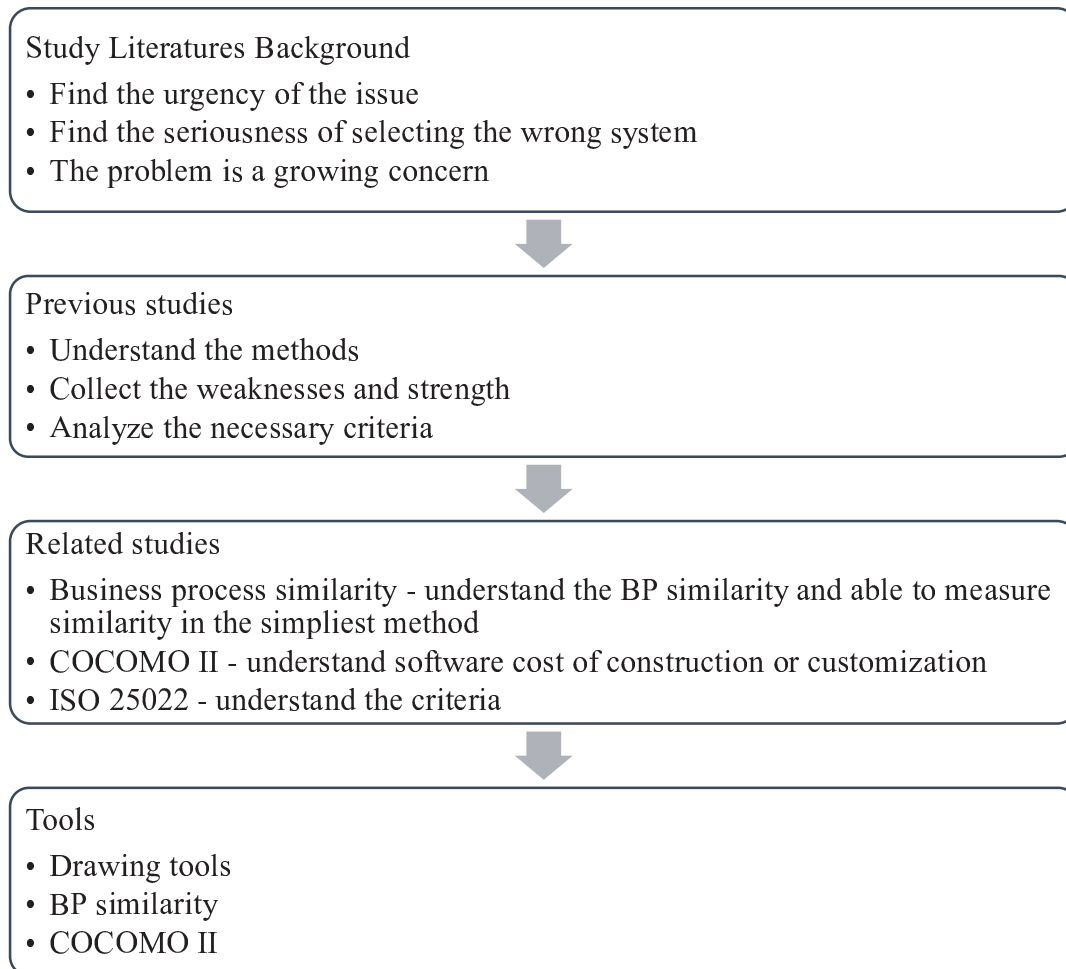 Study Literatures Background
• Find the urgency of the issue
• Find the seriousness of selecting the wrong system
• The problem is a growing concern
Previous studies
• Understand the methods
• Collect the weaknesses and strength
• Analyze the necessary criteria
Related studies
• Business process similarity - understand the BP similarity and able to measure
similarity in the simpliest method
• COCOMO II - understand software cost of construction or customization
• ISO 25022 - understand the criteria
Tools
• Drawing tools
• BP similarity
• COCOMO II